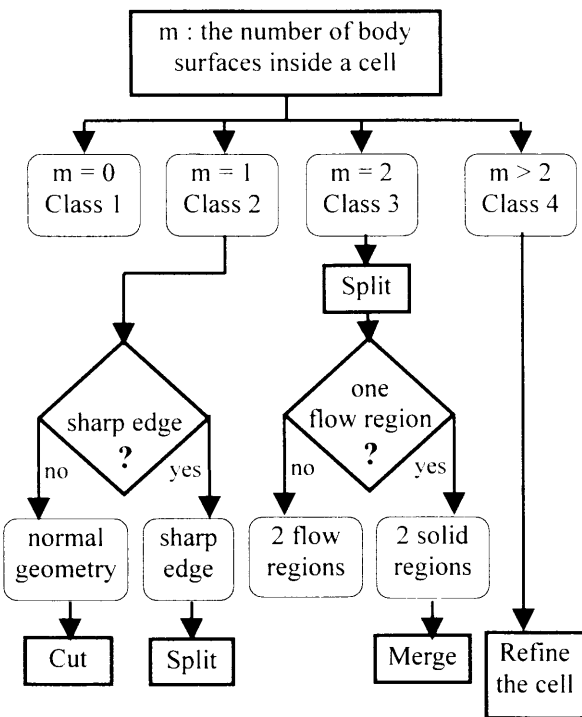 m : the number of body
surfaces inside a cell
m = 0
Class 1
m = 1
Class 2
m = 2
Class 3
m > 2
Class 4
Split
sharp edge
?
one
flow region
?
no
yes
no
yes
normal
geometry
sharp
edge
2 flow
regions
2 solid
regions
Cut
Split
Merge
Refine
the cell